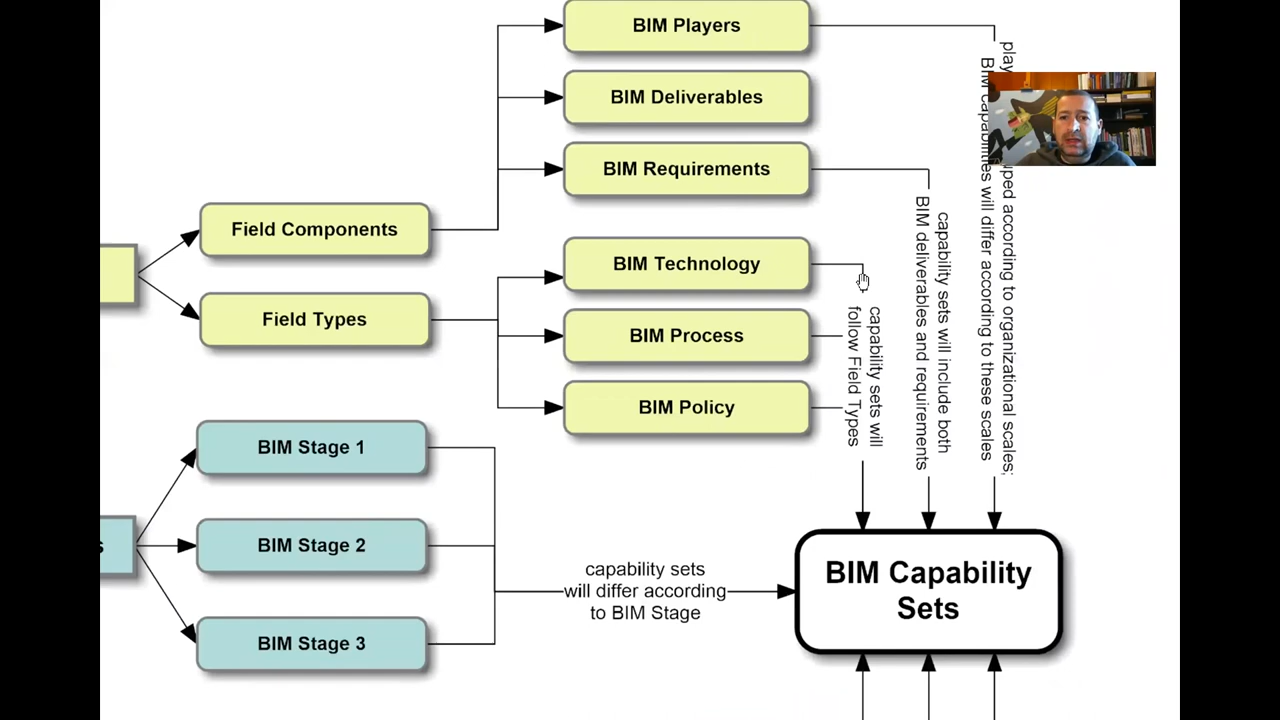 BIM Players
BIM Deliverables
BIM Requirements
Field Components
BIM Technology
Field Types
BIM Process
BIM Policy
capability sets will
follow Field Types
capability sets will include both
BIM deliverables and requirements
according to organizational scales;
BIM capabilities will differ according to these scales
BIM Stage 1
BIM Stage 2
BIM Stage 3
capability sets
will differ according
to BIM Stage
BIM Capability
Sets